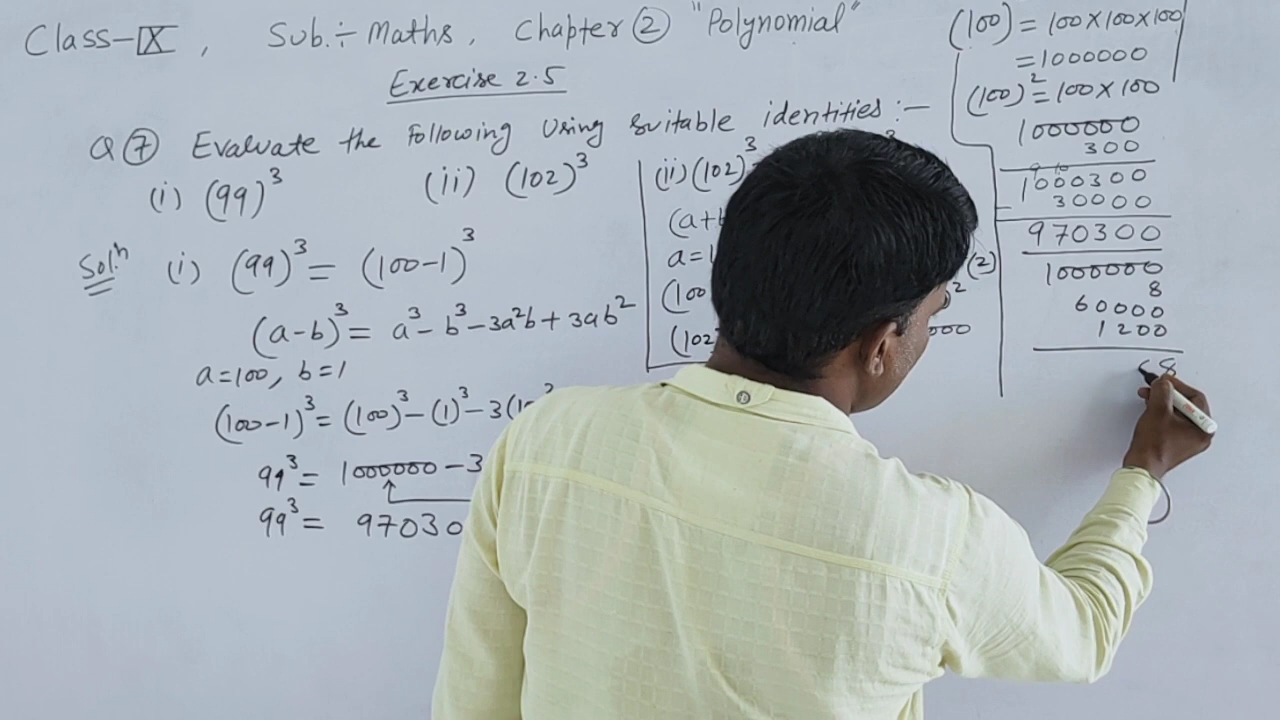 Class-IX, Sub.÷ Maths, Chapter ② "Polynomial"
Exercise 2.5
Q⑦ Evaluate the following Using Suitable identities :-
(i) (99)³ (ii) (102)³
Solⁿ (i) (99)³ = (100-1)³
(a-b)³ = a³ - b³ - 3a²b + 3ab²
a=100, b=1
(100-1)³ = (100)³ - (1)³ - 3(10
99³ = 1000000 - 3
99³ = 97030
(ii) (102)³
(a+b
a=1
(100
(102
(2)
(100) = 100×100×100
= 1000000
(100)² = 100×100
1000000
300
1000300
- 30000
970300
1000000
8
60000
1200
8